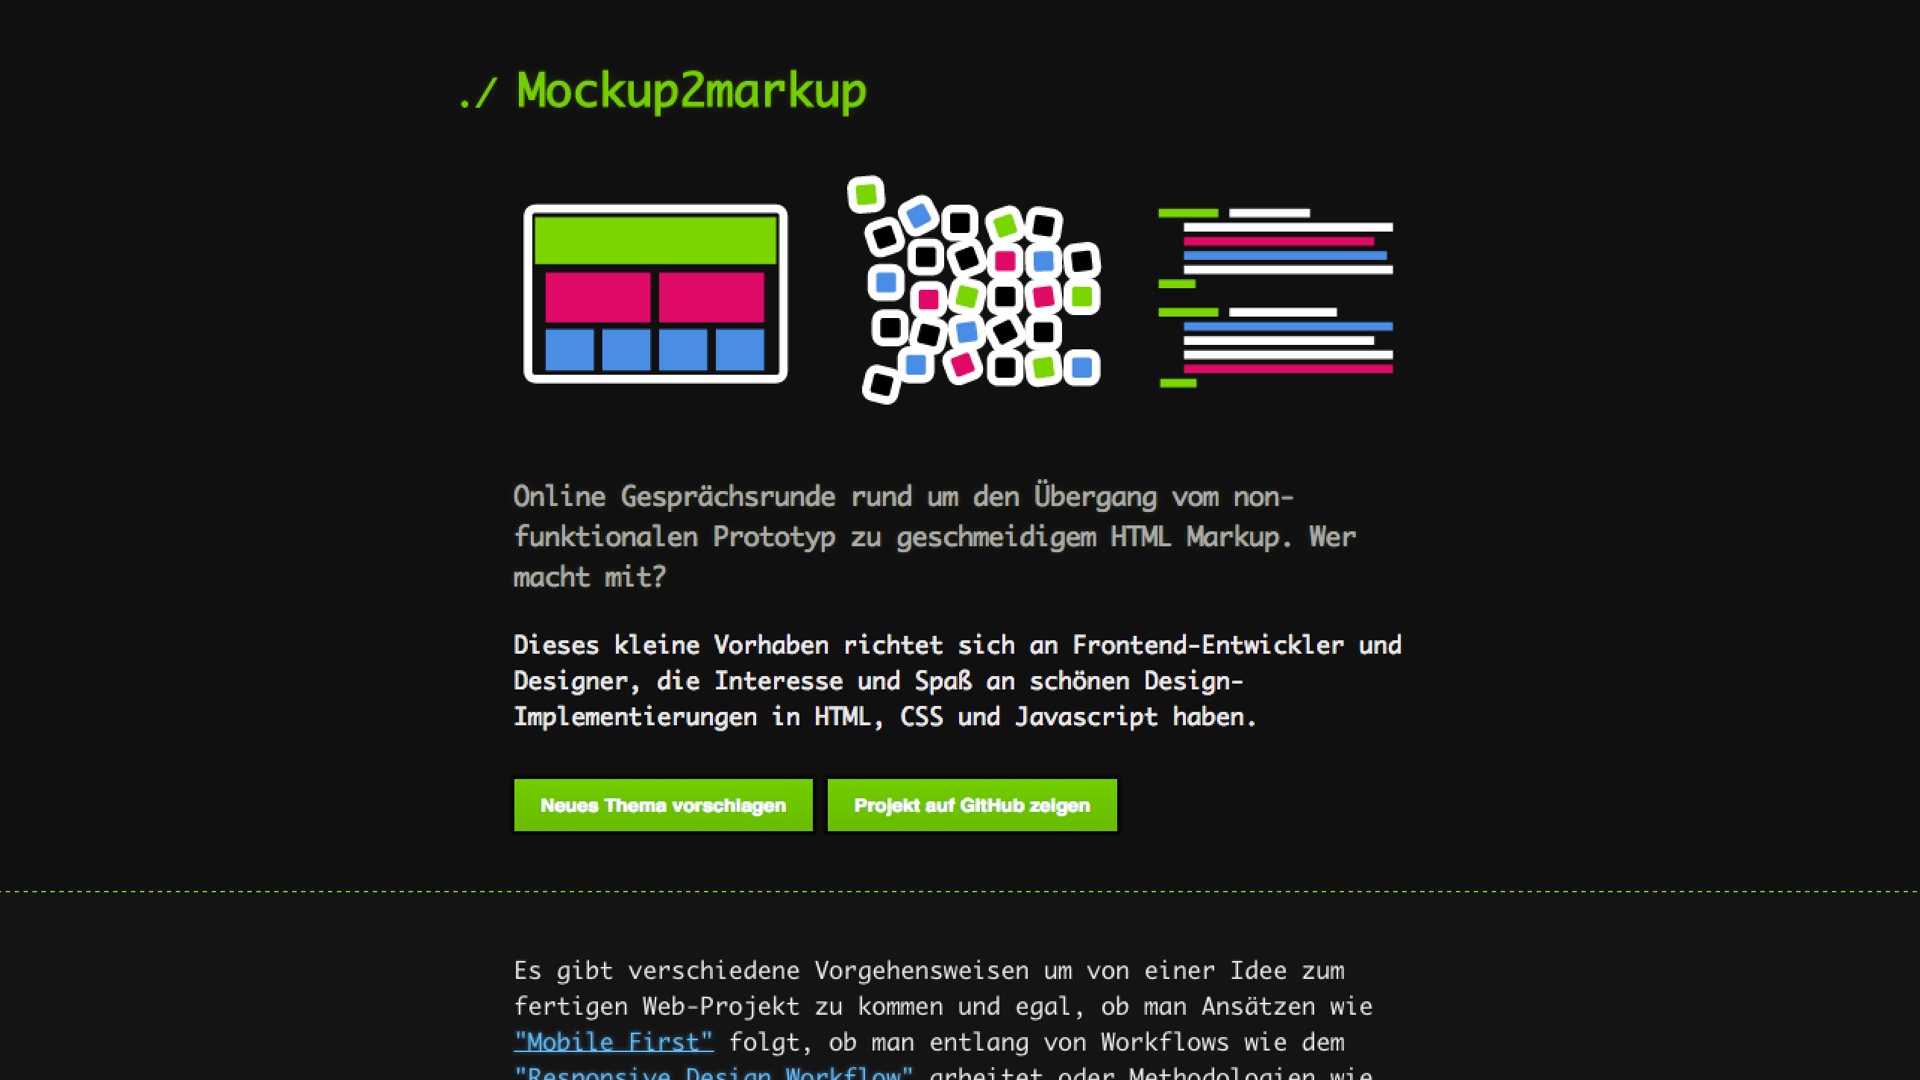 ./ Mockup2markup
Online Gesprächsrunde rund um den Übergang vom non-
funktionalen Prototyp zu geschmeidigem HTML Markup. Wer
macht mit?
Dieses kleine Vorhaben richtet sich an Frontend-Entwickler und
Designer, die Interesse und Spaß an schönen Design-
Implementierungen in HTML, CSS und Javascript haben.
Neues Thema vorschlagen
Projekt auf GitHub zeigen
Es gibt verschiedene Vorgehensweisen um von einer Idee zum
fertigen Web-Projekt zu kommen und egal, ob man Ansätzen wie
"Mobile First" folgt, ob man entlang von Workflows wie dem
"Responsive Design Workflow" arbeitet oder Methodologien wie